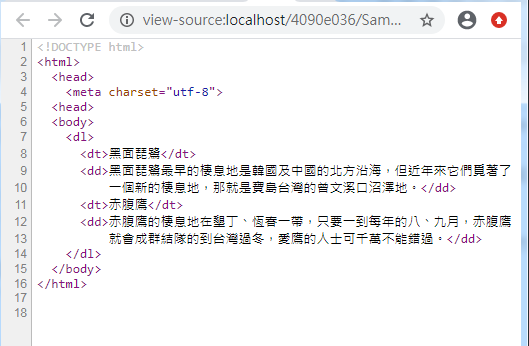 view-source:localhost/4090e036/Sam...
1 <!DOCTYPE html>
2 <html>
3 <head>
4 <meta charset="utf-8">
5 <head>
6 <body>
7 <dl>
8 <dt>黑面琵鷺</dt>
9 <dd>黑面琵鷺最早的棲息地是韓國及中國的北方沿海，但近年來它們覓著了
10 一個新的棲息地，那就是寶島台灣的曾文溪口沼澤地。</dd>
11 <dt>赤腹鷹</dt>
12 <dd>赤腹鷹的棲息地在墾丁、恆春一帶，只要一到每年的八、九月，赤腹鷹
13 就會成群結隊的到台灣過冬，愛鷹的人士可千萬不能錯過。</dd>
14 </dl>
15 </body>
16 </html>
17
18